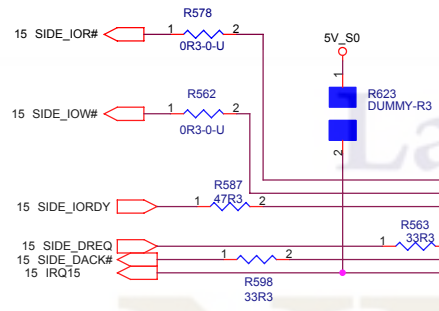 R578
15 SIDE_IOR#
1
2
0R3-0-U
5V_S0
1
R623
DUMMY-R3
2
R562
15 SIDE_IOW#
1
2
0R3-0-U
La
R587
47R3
15 SIDE_IORDY
1
2
R563
33R3
15 SIDE_DREQ
1
15 SIDE_DACK#
1
2
15 IRQ15
R598
33R3